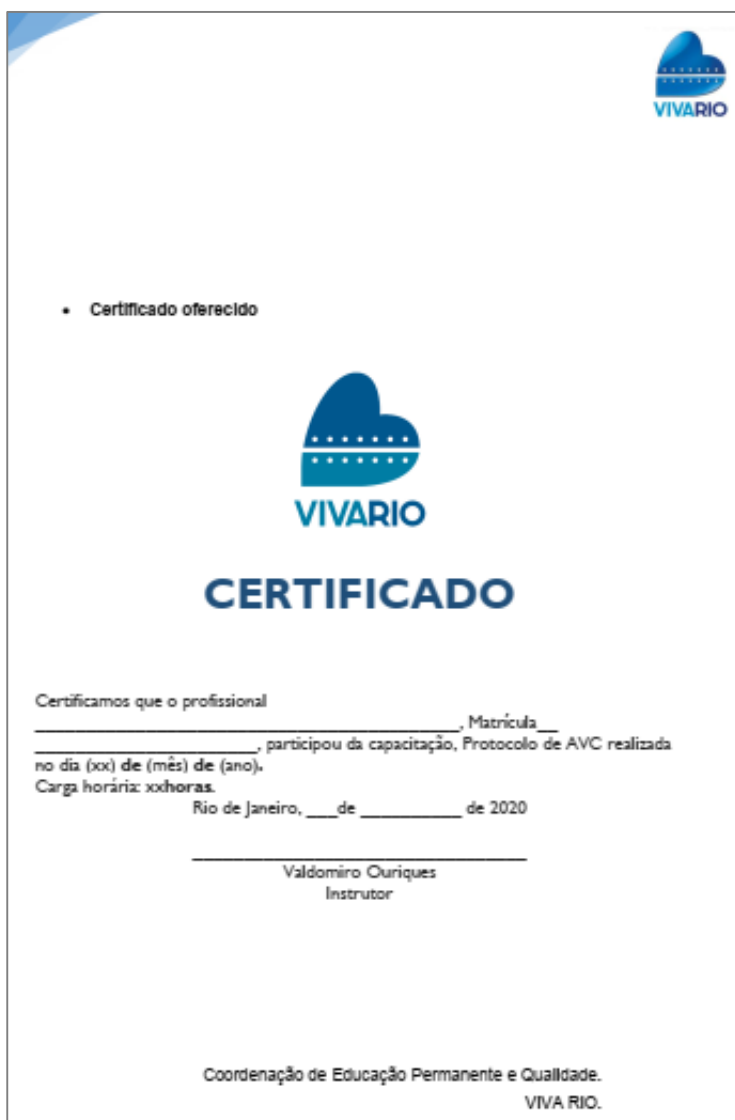 VIVARIO
• Certificado oferecido
VIVARIO
CERTIFICADO
Certificamos que o profissional
___________________________________________, Matrícula__
______________________, participou da capacitação, Protocolo de AVC realizada
no dia (xx) de (mês) de (ano).
Carga horária: xxhoras.
Rio de Janeiro, ___de __________ de 2020
_________________________________
Valdomiro Ouriques
Instrutor
Coordenação de Educação Permanente e Qualidade.
VIVA RIO.